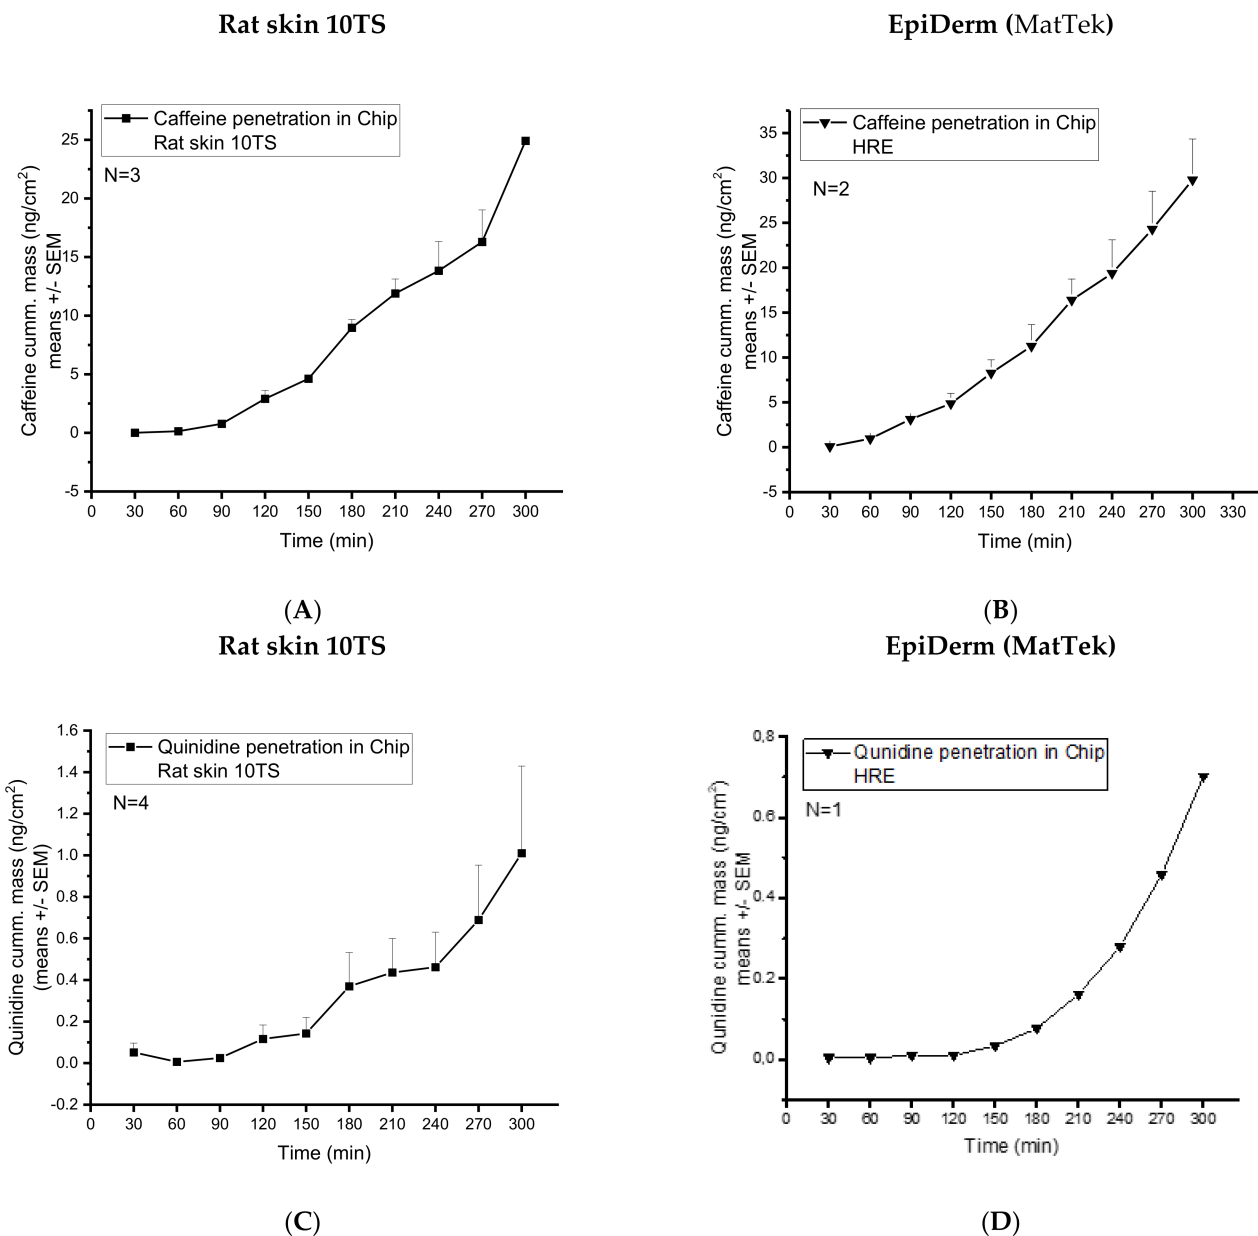 Rat skin 10TS
EpiDerm (MatTek)
Caffeine penetration in Chip
Rat skin 10TS
N=3
Caffeine cumm. mass (ng/cm2)
means +/- SEM
25
20
15
10
5
0
-5
0 30 60 90 120 150 180 210 240 270 300
Time (min)
(A)
Caffeine penetration in Chip
HRE
N=2
Caffeine cumm. mass (ng/cm2)
means +/- SEM
35
30
25
20
15
10
5
0
-5
0 30 60 90 120 150 180 210 240 270 300 330
Time (min)
(B)
Rat skin 10TS
EpiDerm (MatTek)
Quinidine penetration in Chip
Rat skin 10TS
N=4
Quinidine cumm. mass (ng/cm2)
(means +/- SEM)
1.6
1.4
1.2
1.0
0.8
0.6
0.4
0.2
0.0
-0.2
0 30 60 90 120 150 180 210 240 270 300
Time (min)
(C)
Qunidine penetration in Chip
HRE
N=1
Qunidine cumm. mass (ng/cm2)
means +/- SEM
0,8
0,6
0,4
0,2
0,0
0 30 60 90 120 150 180 210 240 270 300
Time (min)
(D)